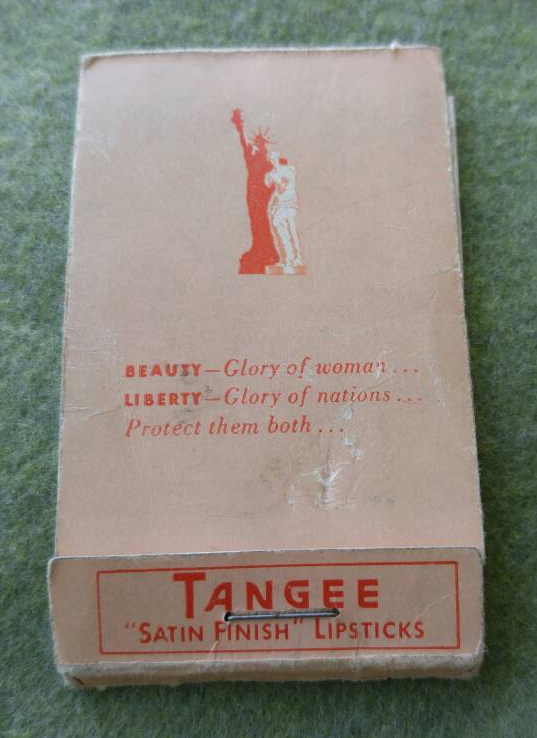 BEAUTY—Glory of woman...
LIBERTY—Glory of nations...
Protect them both...
TANGEE
"SATIN FINISH" LIPSTICKS